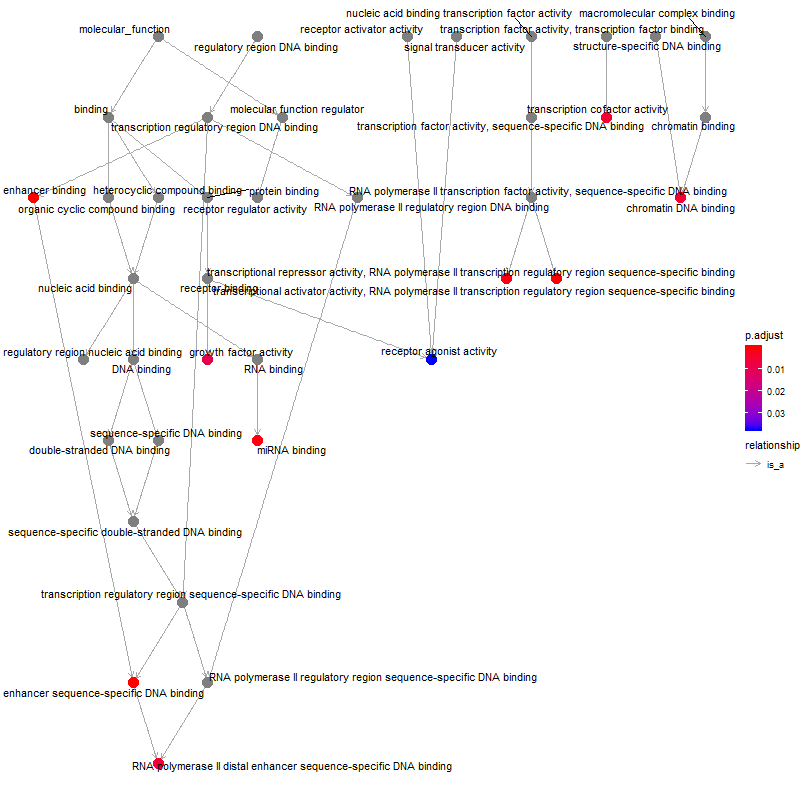 nucleic acid binding transcription factor activity
macromolecular complex binding
molecular_function
receptor activator activity
transcription factor activity, transcription factor binding
regulatory region DNA binding
signal transducer activity
structure-specific DNA binding
binding
molecular function regulator
transcription cofactor activity
transcription regulatory region DNA binding
transcription factor activity, sequence-specific DNA binding
chromatin binding
enhancer binding
heterocyclic compound binding
protein binding
RNA polymerase II transcription factor activity, sequence-specific DNA binding
organic cyclic compound binding
receptor regulator activity
RNA polymerase II regulatory region DNA binding
chromatin DNA binding
transcriptional repressor activity, RNA polymerase II transcription regulatory region sequence-specific binding
nucleic acid binding
receptor binding
transcriptional activator activity, RNA polymerase II transcription regulatory region sequence-specific binding
regulatory region nucleic acid binding
growth factor activity
receptor agonist activity
DNA binding
RNA binding
sequence-specific DNA binding
double-stranded DNA binding
miRNA binding
sequence-specific double-stranded DNA binding
transcription regulatory region sequence-specific DNA binding
RNA polymerase II regulatory region sequence-specific DNA binding
enhancer sequence-specific DNA binding
RNA polymerase II distal enhancer sequence-specific DNA binding
p.adjust
0.01
0.02
0.03
relationship
is_a